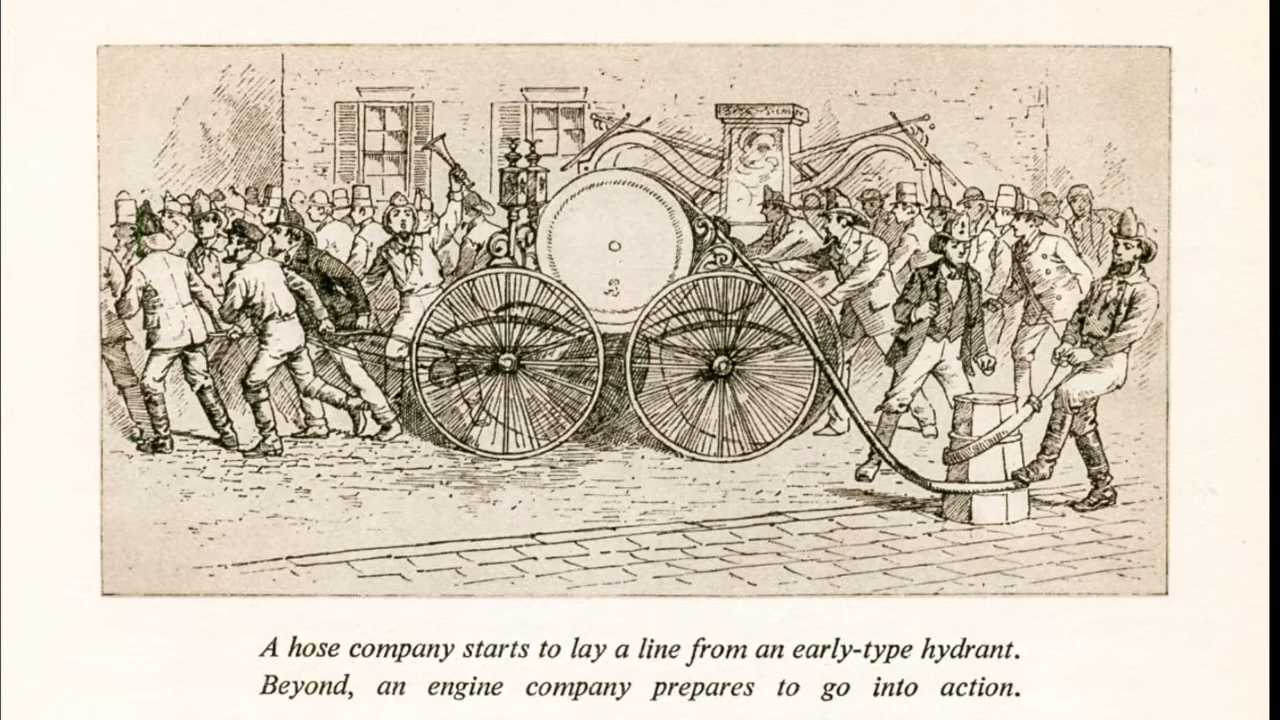 A hose company starts to lay a line from an early-type hydrant.
Beyond, an engine company prepares to go into action.